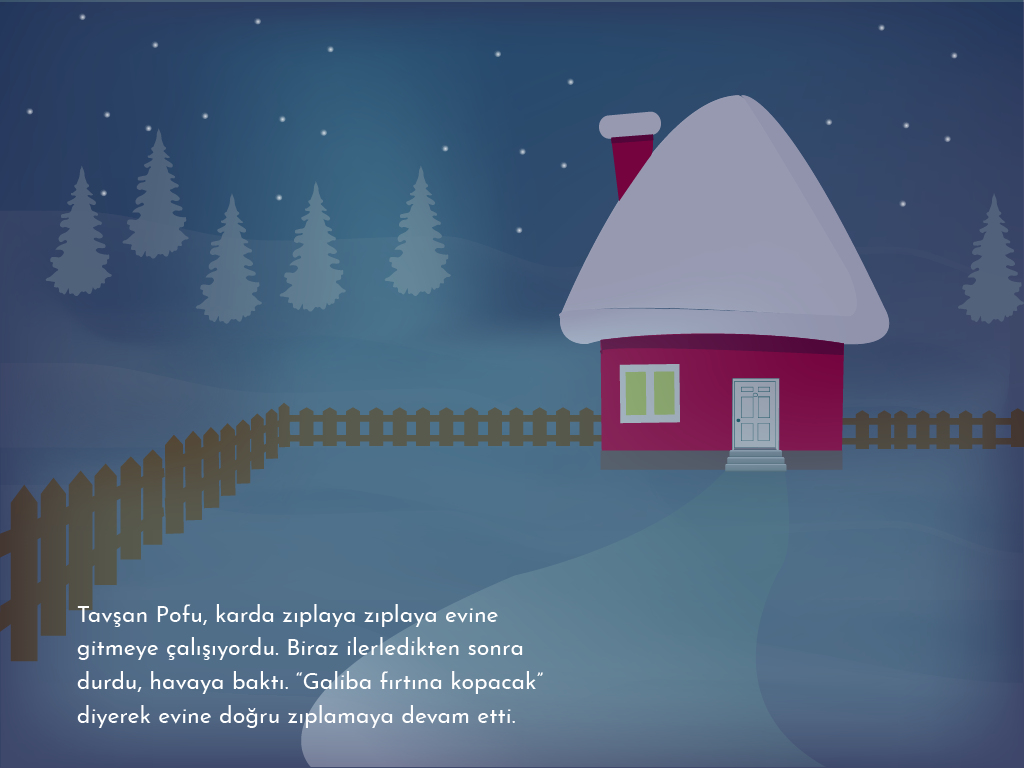 Tavşan Pofu, karda zıplaya zıplaya evine
gitmeye çalışıyordu. Biraz ilerledikten sonra
durdu, havaya baktı. “Galiba fırtına kopacak”
diyerek evine doğru zıplamaya devam etti.